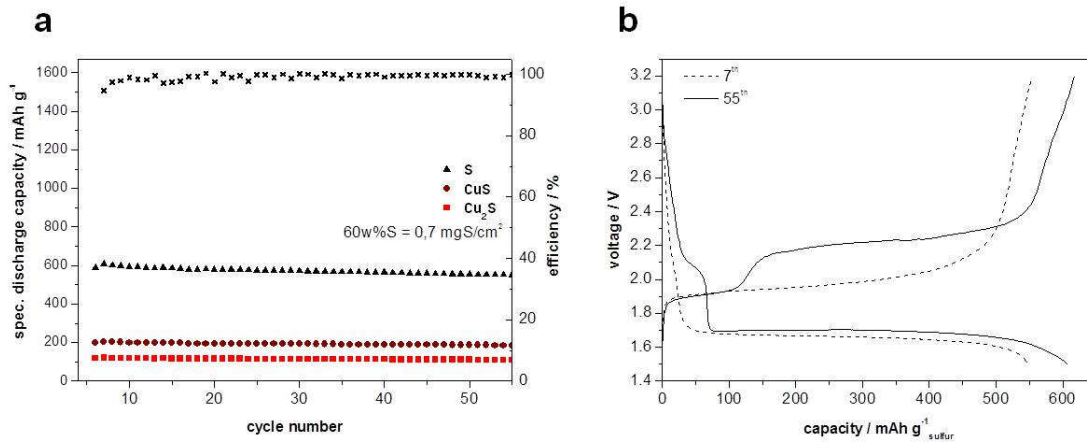 a
b
1600
1400
1200
1000
800
600
400
200
0
spec. discharge capacity / mAh g⁻¹
100
80
60
40
20
0
efficiency / %
S
CuS
Cu₂S
60w%S = 0,7 mgS/cm²
10
20
30
40
50
cycle number
3.2
3.0
2.8
2.6
2.4
2.2
2.0
1.8
1.6
1.4
voltage / V
7ᵗʰ
55ᵗʰ
0
100
200
300
400
500
600
capacity / mAh g⁻¹sulfur